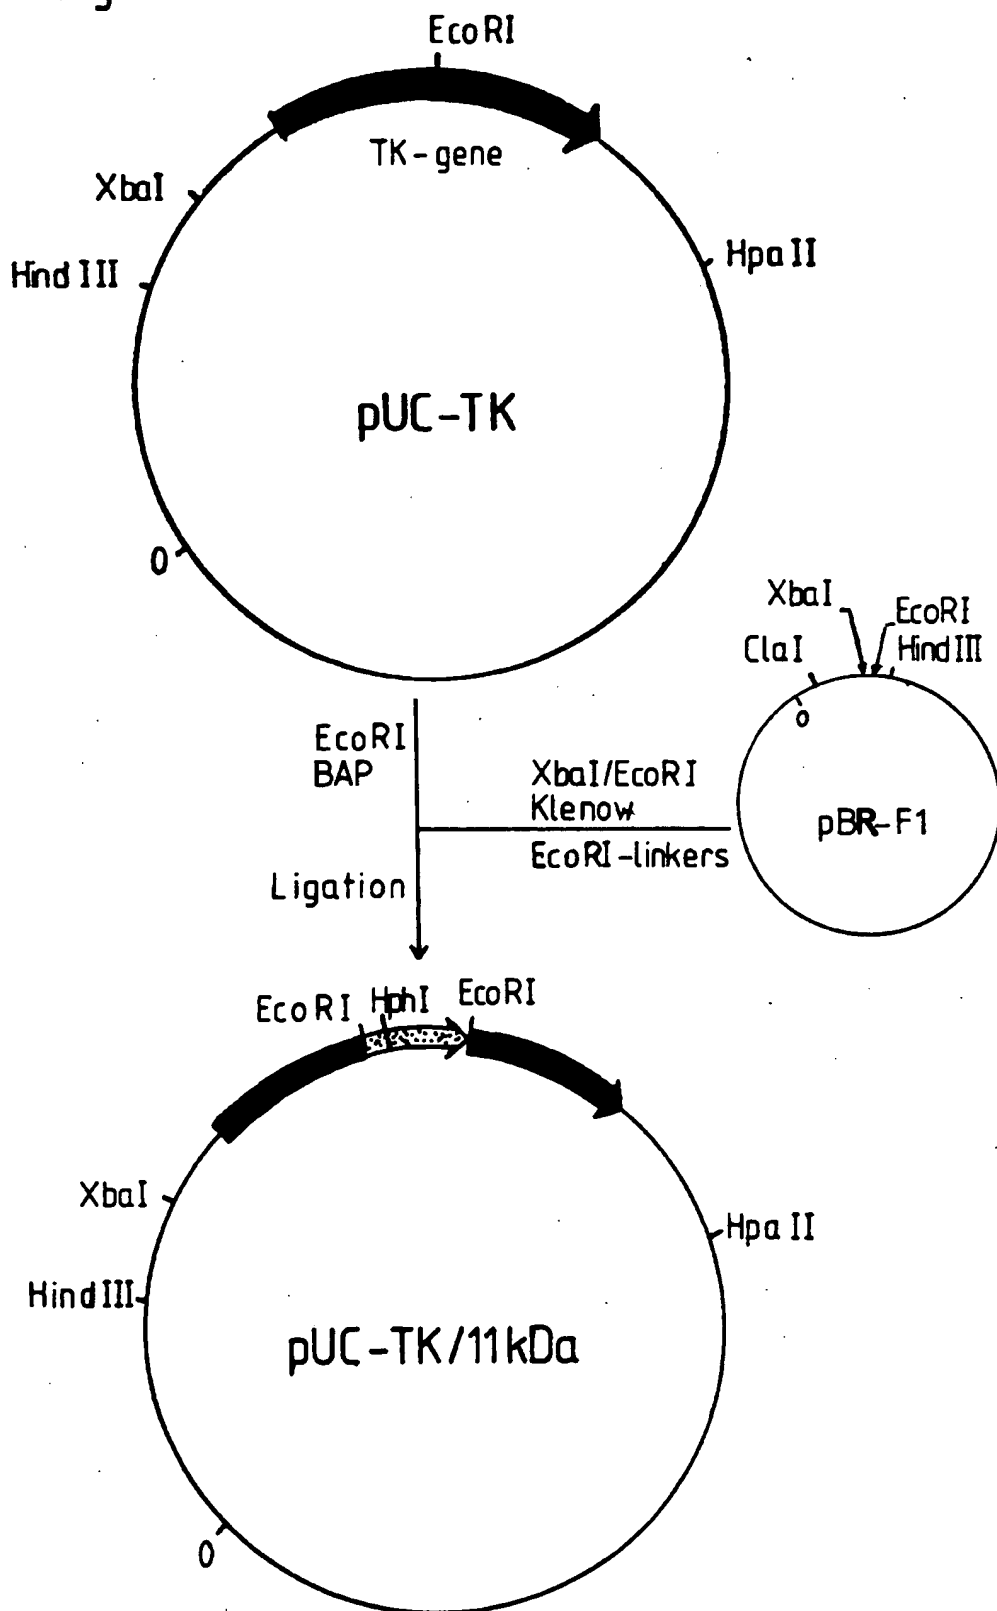 EcoRI
TK-gene
XbaI
HpaII
HindIII
pUC-TK
0
XbaI
EcoRI
ClaI
HindIII
0
EcoRI
BAP
XbaI/EcoRI
Klenow
pBR-F1
EcoRI-linkers
Ligation
EcoRI HphI EcoRI
XbaI
HpaII
HindIII
pUC-TK/11kDa
0